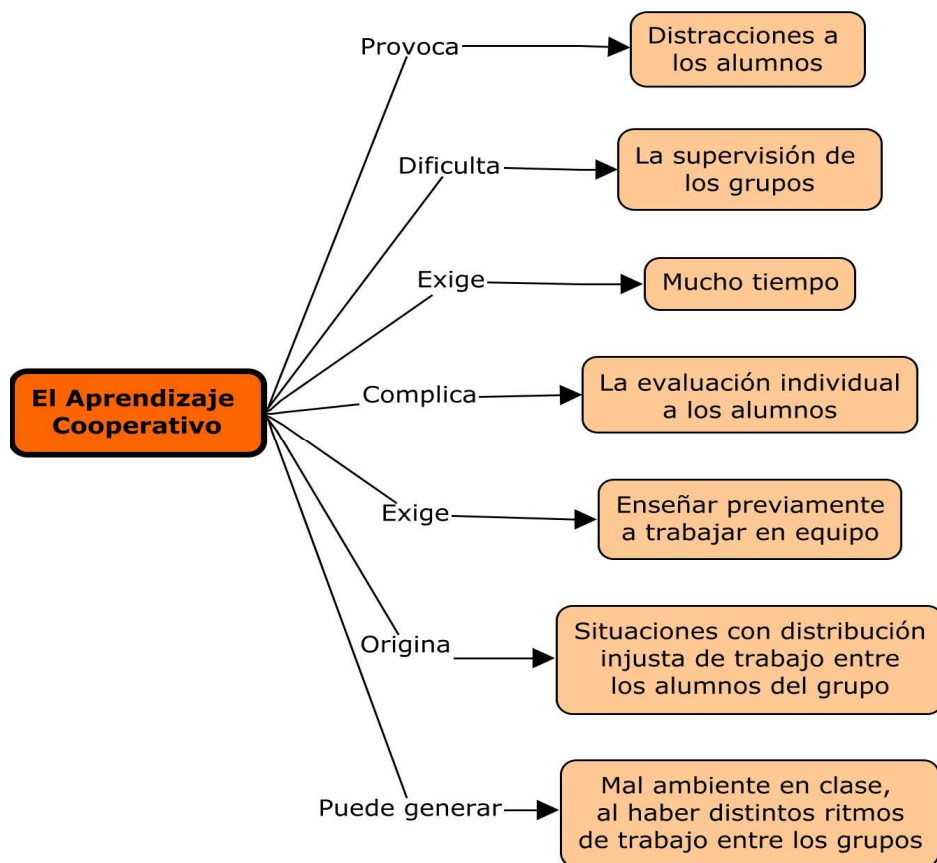 Provoca
Distracciones a
los alumnos
Dificulta
La supervisión de
los grupos
Exige
Mucho tiempo
El Aprendizaje
Cooperativo
Complica
La evaluación individual
a los alumnos
Exige
Enseñar previamente
a trabajar en equipo
Origina
Situaciones con distribución
injusta de trabajo entre
los alumnos del grupo
Puede generar
Mal ambiente en clase,
al haber distintos ritmos
de trabajo entre los grupos